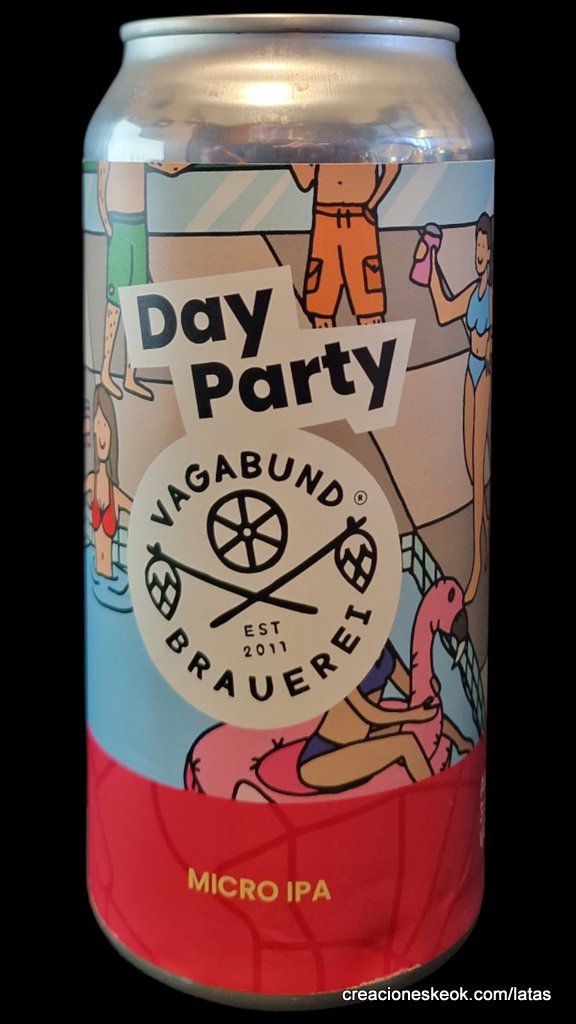 Day
Party
VAGABUND ®
EST
2011
BRAUEREI
MICRO IPA
creacioneskeok.com/latas